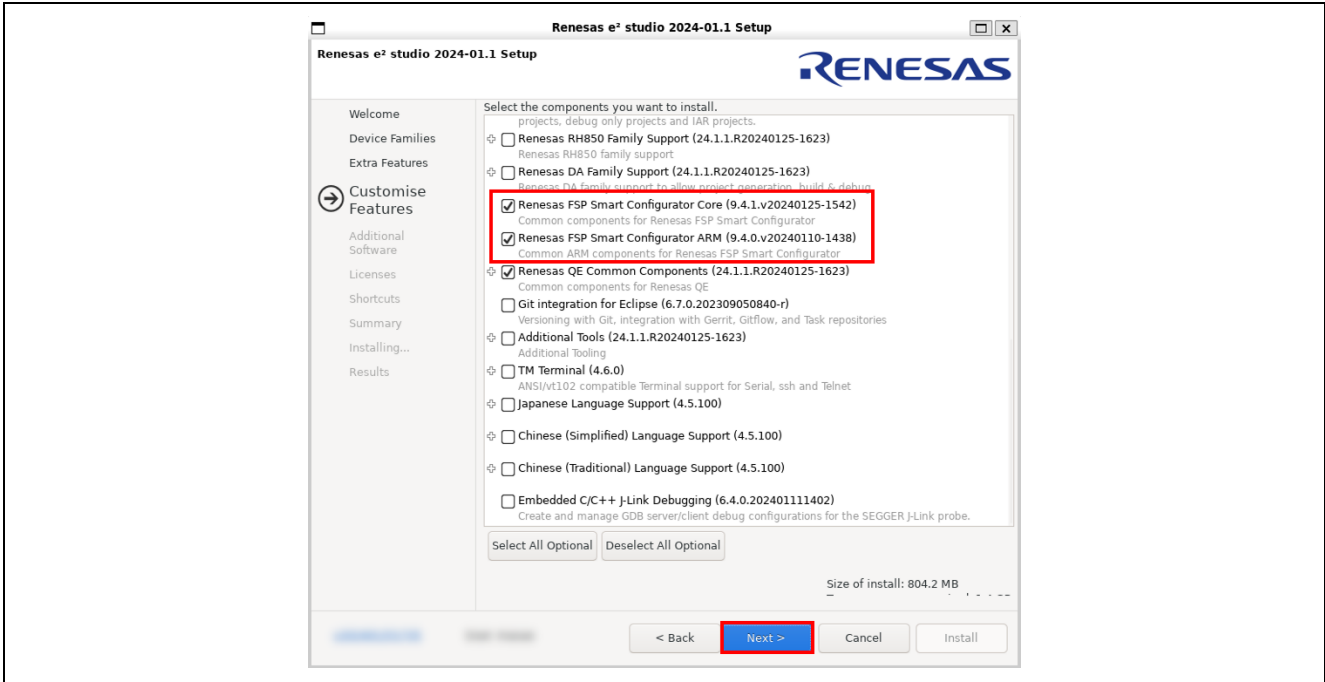 Renesas e² studio 2024-01.1 Setup
Renesas e² studio 2024-01.1 Setup
RENESAS
Welcome
Device Families
Extra Features
Customise
Features
Additional
Software
Licenses
Shortcuts
Summary
Installing...
Results
Select the components you want to install.
projects, debug only projects and IAR projects.
Renesas RH850 Family Support (24.1.1.R20240125-1623)
Renesas RH850 family support
Renesas DA Family Support (24.1.1.R20240125-1623)
Renesas DA family support to allow project generation, build & debug
Renesas FSP Smart Configurator Core (9.4.1.v20240125-1542)
Common components for Renesas FSP Smart Configurator
Renesas FSP Smart Configurator ARM (9.4.0.v20240110-1438)
Common ARM components for Renesas FSP Smart Configurator
Renesas QE Common Components (24.1.1.R20240125-1623)
Common components for Renesas QE
Git integration for Eclipse (6.7.0.202309050840-r)
Versioning with Git, integration with Gerrit, Gitflow, and Task repositories
Additional Tools (24.1.1.R20240125-1623)
Additional Tooling
TM Terminal (4.6.0)
ANSI/vt102 compatible Terminal support for Serial, ssh and Telnet
Japanese Language Support (4.5.100)
Chinese (Simplified) Language Support (4.5.100)
Chinese (Traditional) Language Support (4.5.100)
Embedded C/C++ J-Link Debugging (6.4.0.202401111402)
Create and manage GDB server/client debug configurations for the SEGGER J-Link probe.
Select All Optional Deselect All Optional
Size of install: 804.2 MB
< Back Next > Cancel Install